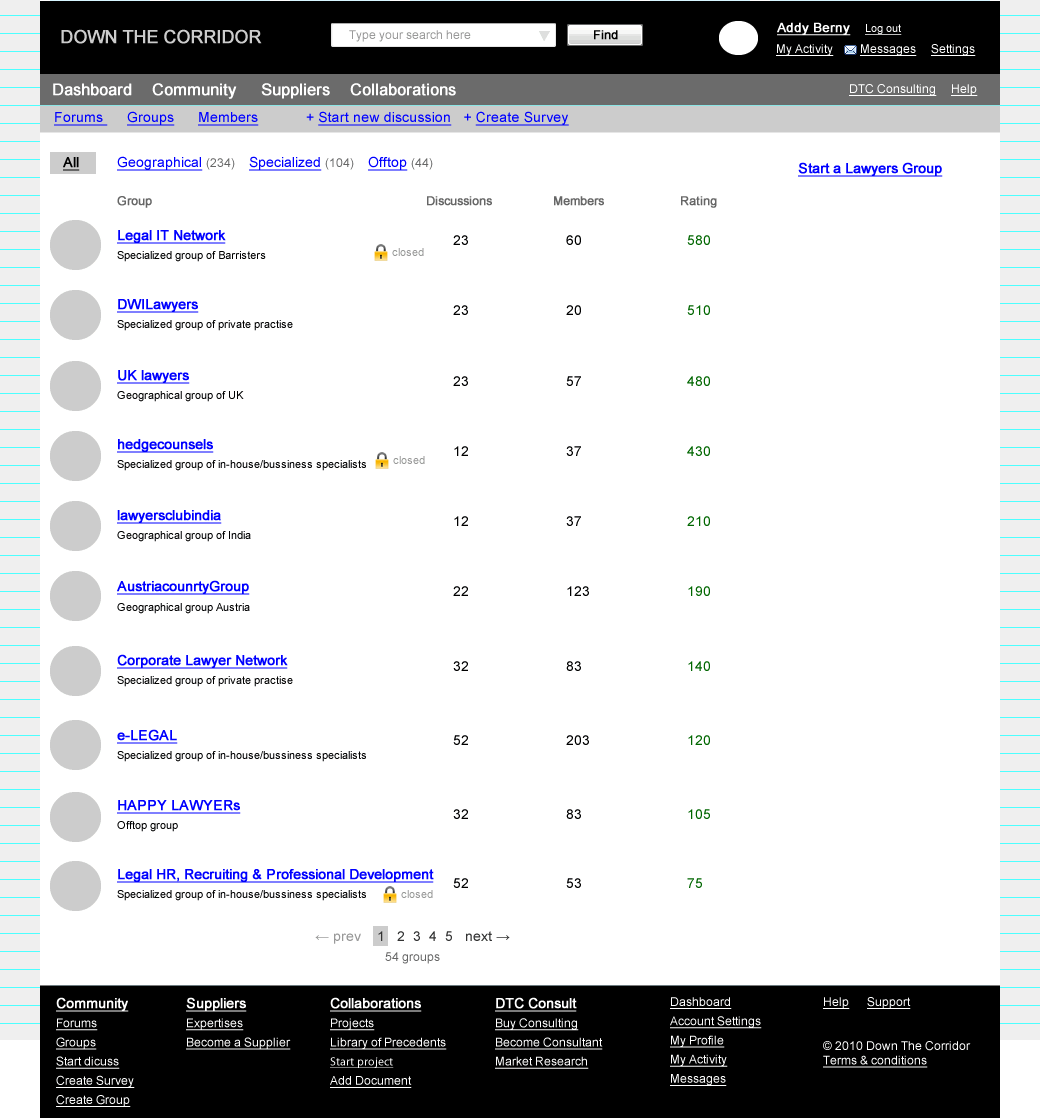 DOWN THE CORRIDOR
Type your search here
Find
Addy Berny Log out
My Activity Messages Settings
Dashboard Community Suppliers Collaborations
DTC Consulting Help
Forums Groups Members + Start new discussion + Create Survey
All Geographical (234) Specialized (104) Offtop (44)
Start a Lawyers Group
Group Discussions Members Rating
Legal IT Network
Specialized group of Barristers closed 23 60 580
DWILawyers
Specialized group of private practise 23 20 510
UK lawyers
Geographical group of UK 23 57 480
hedgecounsels
Specialized group of in-house/bussiness specialists closed 12 37 430
lawyersclubindia
Geographical group of India 12 37 210
AustriacounrtyGroup
Geographical group Austria 22 123 190
Corporate Lawyer Network
Specialized group of private practise 32 83 140
e-LEGAL
Specialized group of in-house/bussiness specialists 52 203 120
HAPPY LAWYERs
Offtop group 32 83 105
Legal HR, Recruiting & Professional Development
Specialized group of in-house/bussiness specialists closed 52 53 75
← prev 1 2 3 4 5 next →
54 groups
Community
Forums
Groups
Start dicuss
Create Survey
Create Group
Suppliers
Expertises
Become a Supplier
Collaborations
Projects
Library of Precedents
Start project
Add Document
DTC Consult
Buy Consulting
Become Consultant
Market Research
Dashboard
Account Settings
My Profile
My Activity
Messages
Help Support
© 2010 Down The Corridor
Terms & conditions